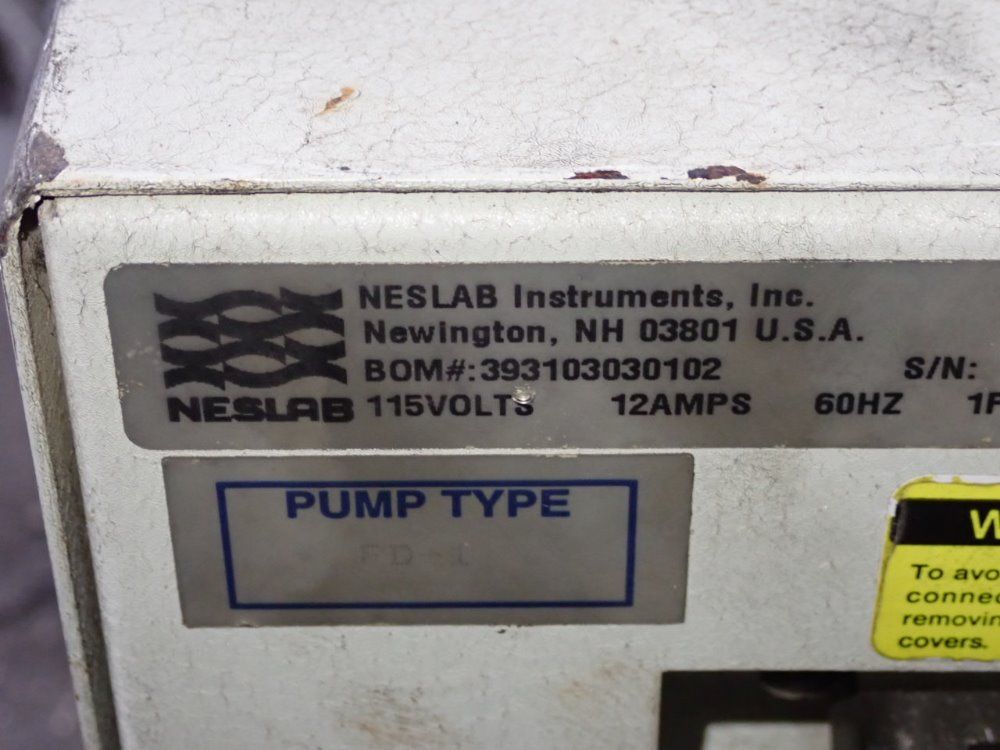 NESLAB Instruments, Inc.
Newington, NH 03801 U.S.A.
BOM#:393103030102 S/N:
NESLAB 115VOLTS 12AMPS 60HZ 1P
PUMP TYPE
W
To avo
connec
removin
covers.